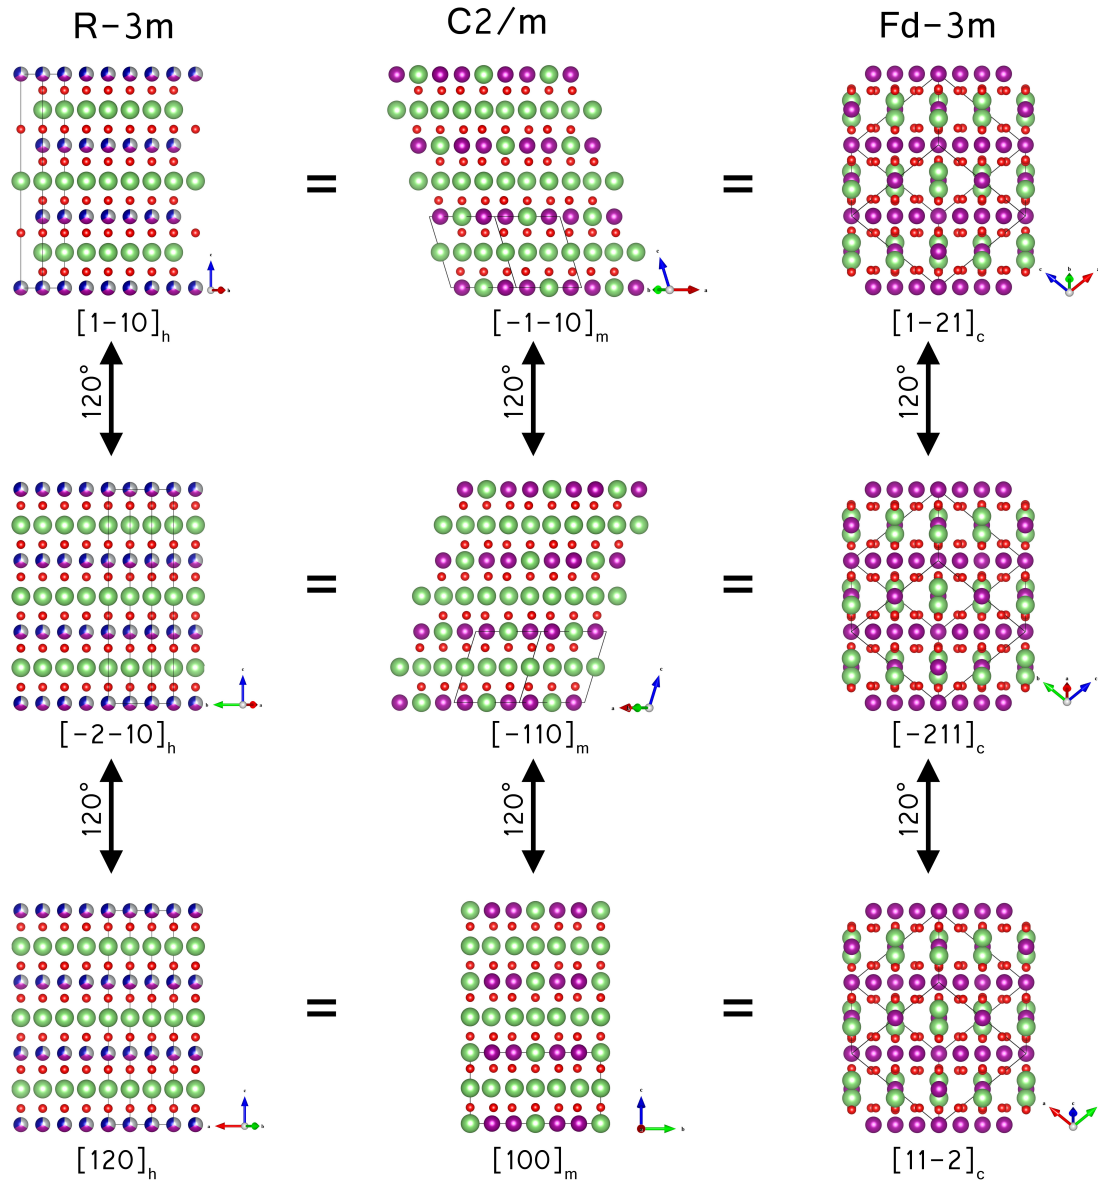 R-3m
C2/m
Fd-3m
=
=
[1-10]h
[-1-10]m
[1-21]c
120°
120°
120°
=
=
[-2-10]h
[-110]m
[-211]c
120°
120°
120°
=
=
[120]h
[100]m
[11-2]c